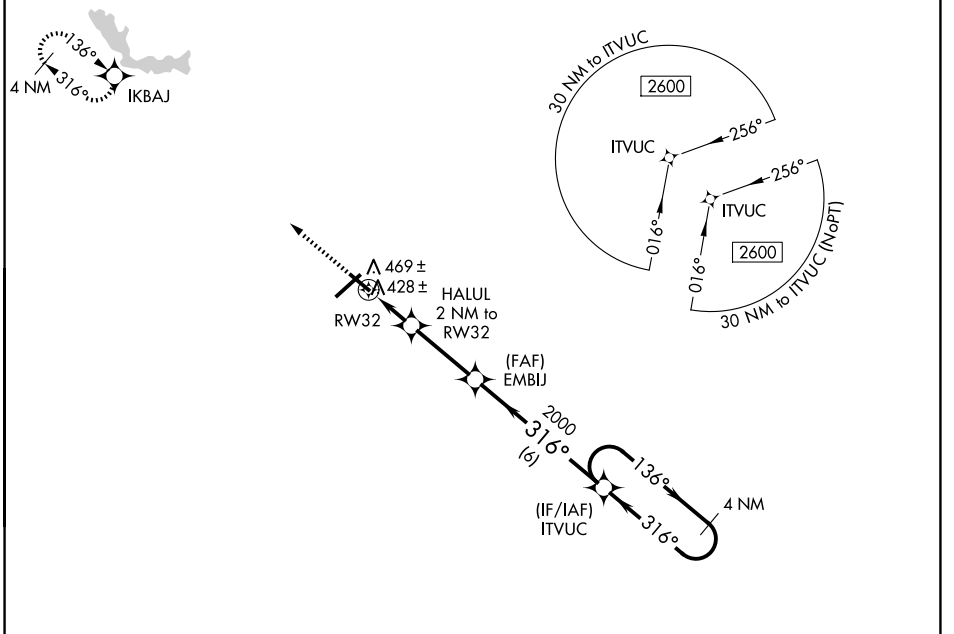 136°
316°
4 NM
IKBAJ
30 NM to ITVUC
2600
ITVUC
256°
016°
256°
ITVUC
2600
016°
30 NM to ITVUC (NoPT)
469 ±
428 ±
RW32
HALUL
2 NM to
RW32
(FAF)
EMBIJ
2000
316°
(6)
(IF/IAF)
ITVUC
136°
316°
4 NM